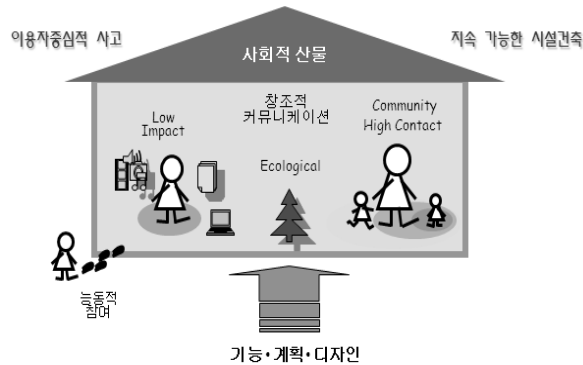 이용자중심적 사고
지속 가능한 시설건축
사회적 산물
창조적
커뮤니케이션
Low
Impact
Community
High Contact
Ecological
능동적
참여
기능·계획·디자인